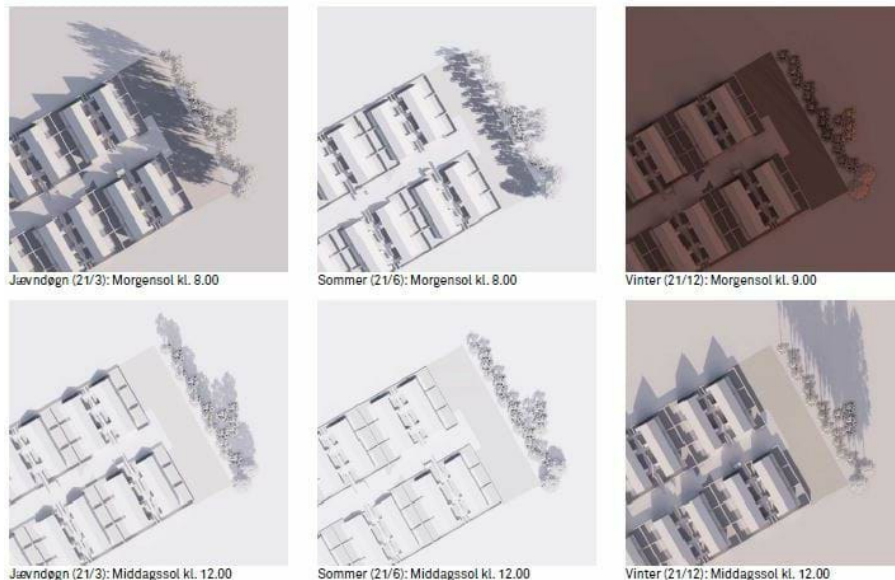 Jævndøgn (21/3): Morgensol kl. 8.00
Sommer (21/6): Morgensol kl. 8.00
Vinter (21/12): Morgensol kl. 9.00
Jævndøgn (21/3): Middagssol kl. 12.00
Sommer (21/6): Middagssol kl. 12.00
Vinter (21/12): Middagssol kl. 12.00